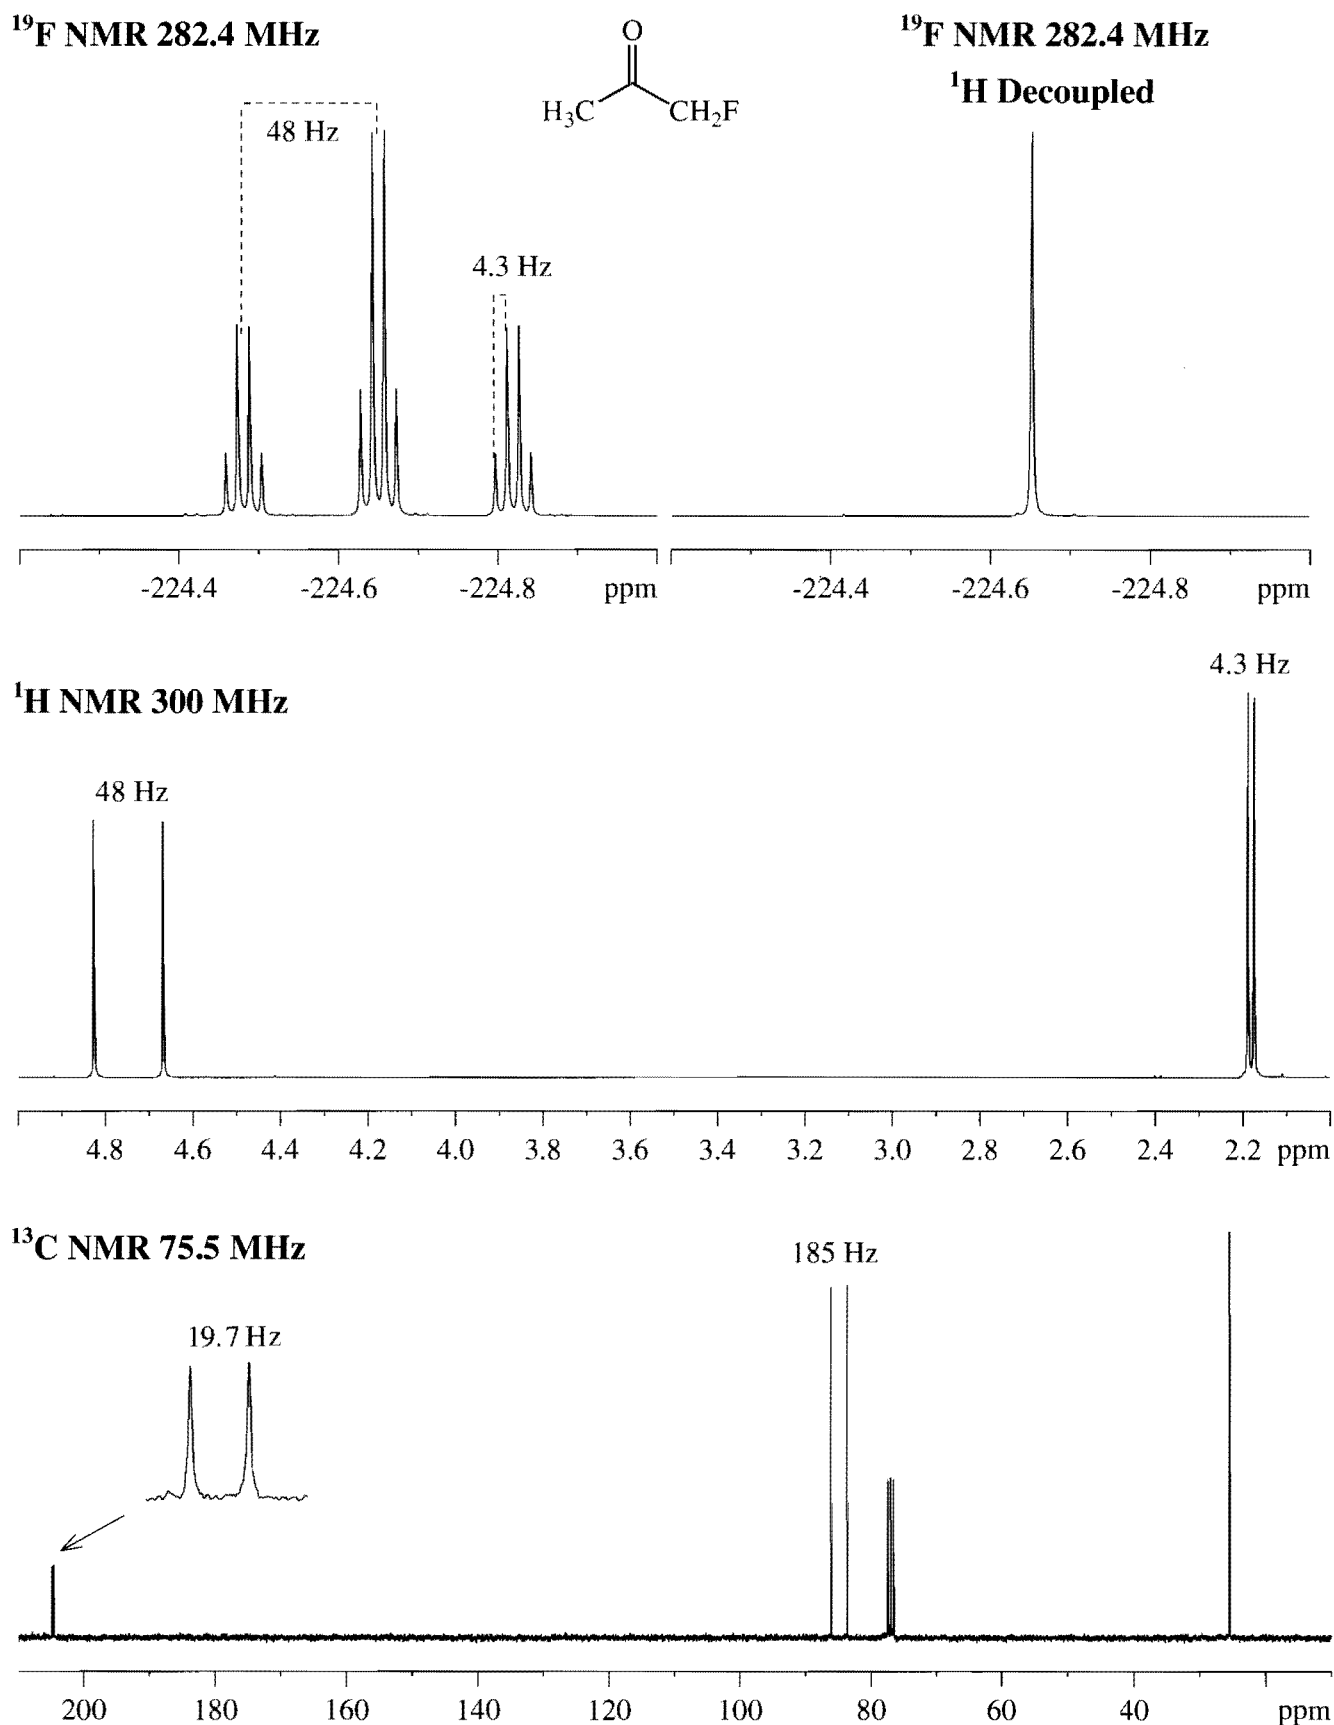 ¹⁹F NMR 282.4 MHz
48 Hz
4.3 Hz
-224.4 -224.6 -224.8 ppm
O
H₃C CH₂F
¹⁹F NMR 282.4 MHz
¹H Decoupled
-224.4 -224.6 -224.8 ppm
¹H NMR 300 MHz
48 Hz
4.3 Hz
4.8 4.6 4.4 4.2 4.0 3.8 3.6 3.4 3.2 3.0 2.8 2.6 2.4 2.2 ppm
¹³C NMR 75.5 MHz
19.7 Hz
185 Hz
200 180 160 140 120 100 80 60 40 ppm